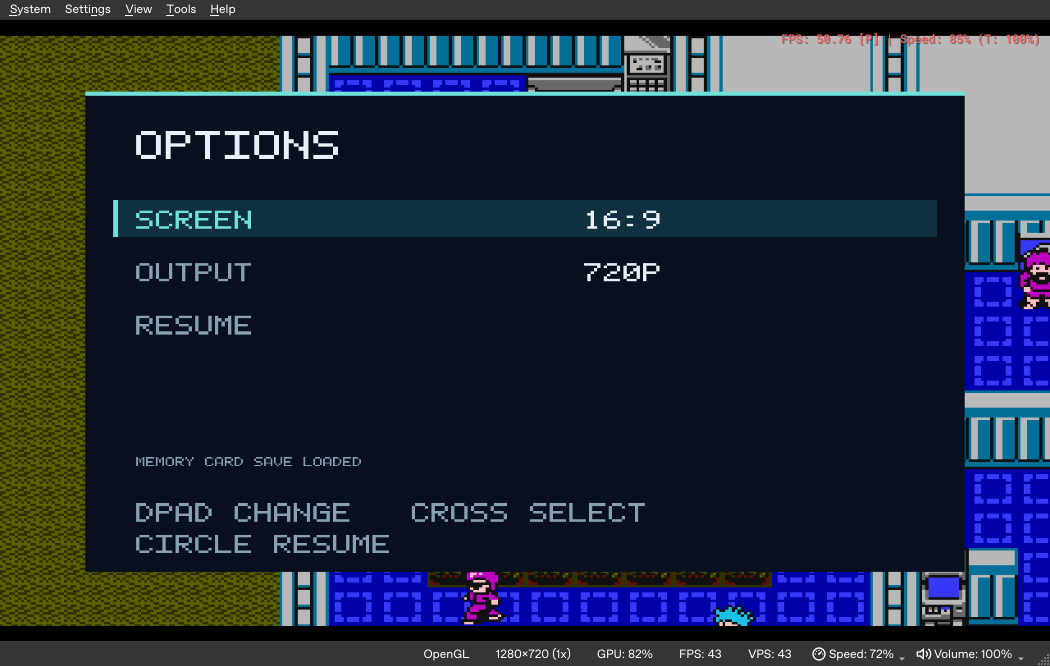 System Settings View Tools Help
FPS: 50.76 [P] | Speed: 85% (T: 100%)
OPTIONS
SCREEN 16:9
OUTPUT 720P
RESUME
MEMORY CARD SAVE LOADED
DPAD CHANGE CROSS SELECT
CIRCLE RESUME
OpenGL 1280×720 (1x) GPU: 82% FPS: 43 VPS: 43 Speed: 72% Volume: 100%